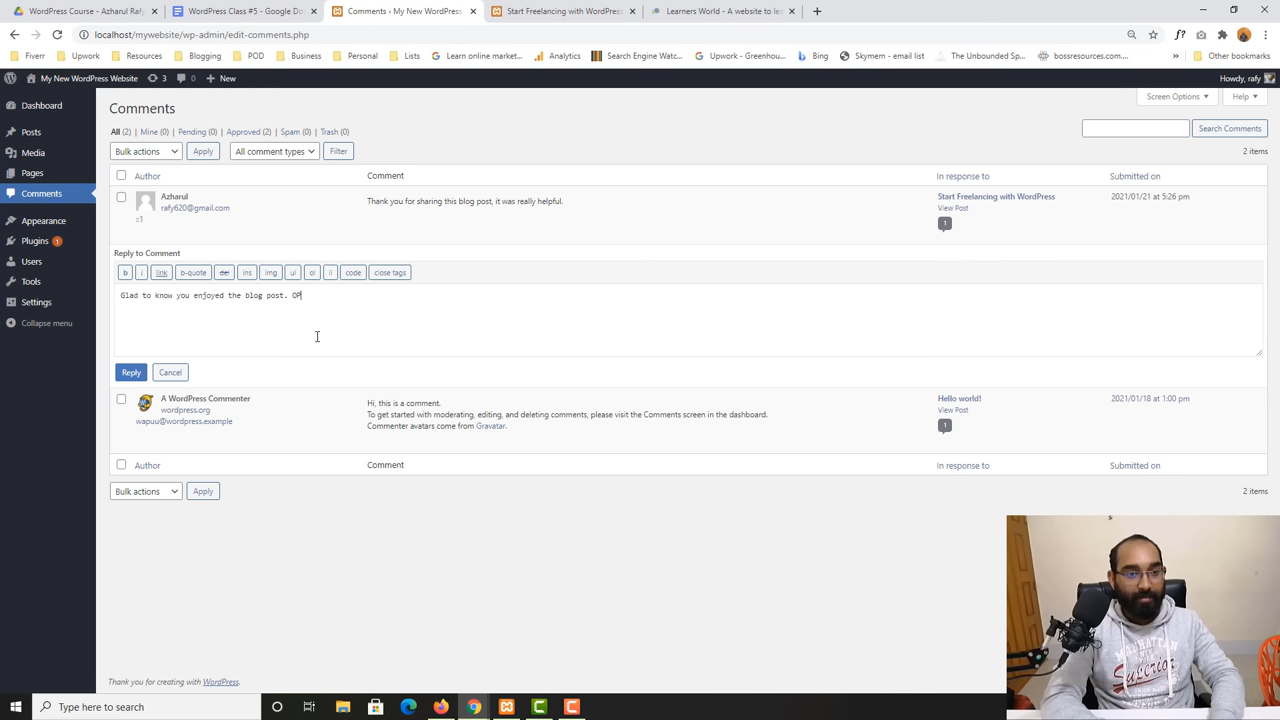 WordPress Course - Azharul Rafy
WordPress Class #5 - Google Do
Comments ‹ My New WordPress
Start Freelancing with WordPress
Learners World - A website to le
localhost/mywebsite/wp-admin/edit-comments.php
Fiverr
Upwork
Coursera
Rafusoft
Blogging
POD
Business
Personal
Lists
Learn online market...
Analytics
Search Engine Watc...
Upwork - Greenhou...
Bing
Skymem - email list
The Unbounded Sp...
bossresources.com...
Other bookmarks
My New WordPress Website
3
0
New
Howdy, rafy
Dashboard
Posts
Media
Pages
Comments
Appearance
Plugins 1
Users
Tools
Settings
Collapse menu
Screen Options
Help
Comments
All (2) | Mine (0) | Pending (0) | Approved (2) | Spam (0) | Trash (0)
Search Comments
Bulk actions
Apply
All comment types
Filter
2 items
Author
Comment
In response to
Submitted on
Azharul
rafy620@gmail.com
::1
Thank you for sharing this blog post, it was really helpful.
Start Freelancing with WordPress
View Post
1
2021/01/21 at 5:26 pm
Reply to Comment
b
i
link
b-quote
del
ins
img
ul
ol
li
code
close tags
Glad to know you enjoyed the blog post. OP
Reply
Cancel
A WordPress Commenter
wordpress.org
wapuu@wordpress.example
Hi, this is a comment.
To get started with moderating, editing, and deleting comments, please visit the Comments screen in the dashboard.
Commenter avatars come from Gravatar.
Hello world!
View Post
1
2021/01/18 at 1:00 pm
Author
Comment
In response to
Submitted on
Bulk actions
Apply
2 items
Thank you for creating with WordPress.
MANHATTAN
Superior
Type here to search